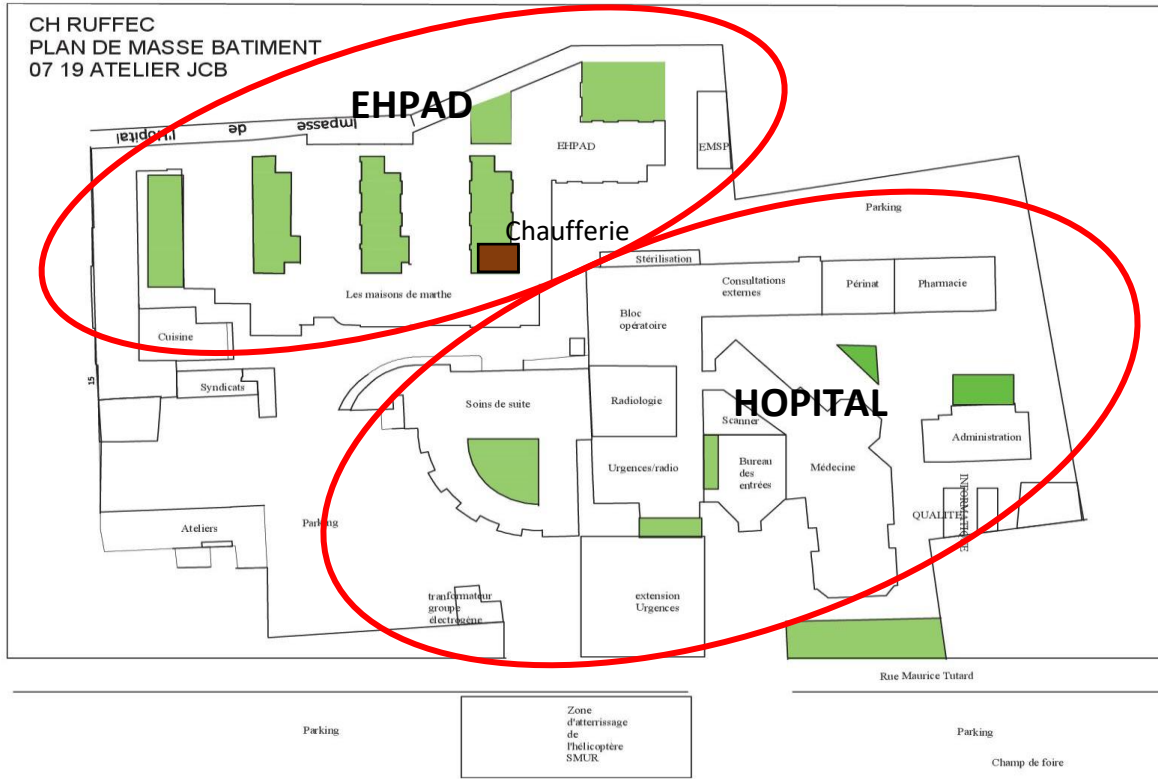 CH RUFFEC
PLAN DE MASSE BATIMENT
07 19 ATELIER JCB
EHPAD
Impasse de l'Hôpital
EHPAD
EMSP
Parking
Chaufferie
Stérilisation
Les maisons de marthe
Consultations
externes
Périnat
Pharmacie
Bloc
opératoire
Cuisine
15
Syndicats
Soins de suite
Radiologie
HOPITAL
Scanner
Administration
Urgences/radio
Bureau
des
entrées
Médecine
QUALITE
INFORMATIQUE
Ateliers
Parking
tranformateur
groupe
électrogène
extension
Urgences
Rue Maurice Tutard
Parking
Zone
d'atterrissage
de
l'hélicoptère
SMUR
Parking
Champ de foire